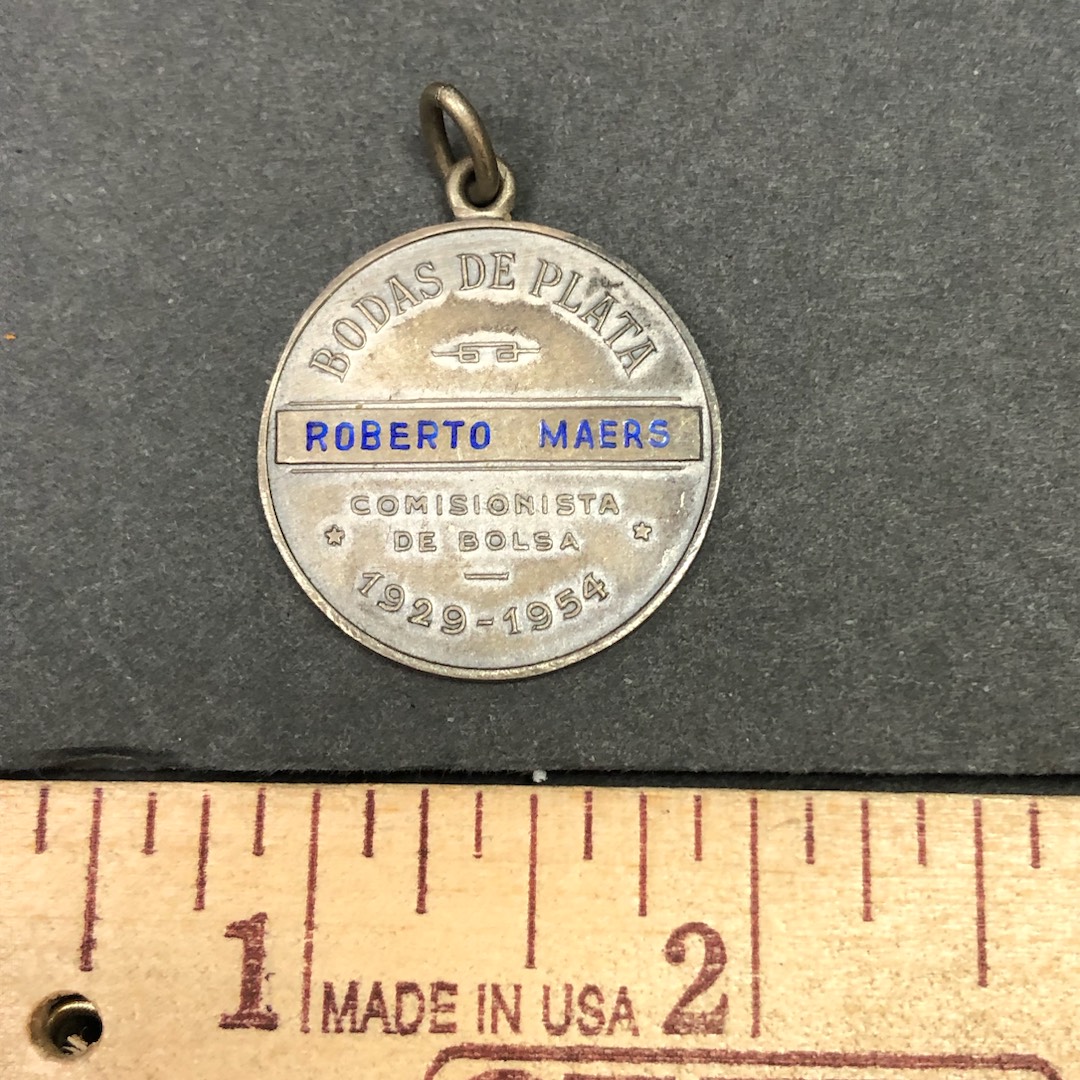 BODAS DE PLATA
ROBERTO MAERS
COMISIONISTA
DE BOLSA
1929-1954
1 MADE IN USA 2